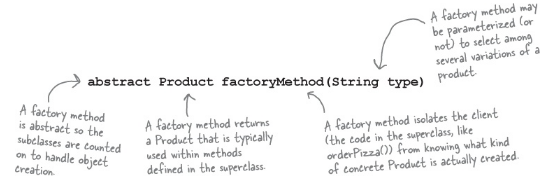 A factory method may
be parameterized (or
not) to select among
several variations of a
product.
abstract Product factoryMethod(String type)
A factory method
is abstract so the
subclasses are counted
on to handle object
creation.
A factory method returns
a Product that is typically
used within methods
defined in the superclass.
A factory method isolates the client
(the code in the superclass, like
orderPizza()) from knowing what kind
of concrete Product is actually created.